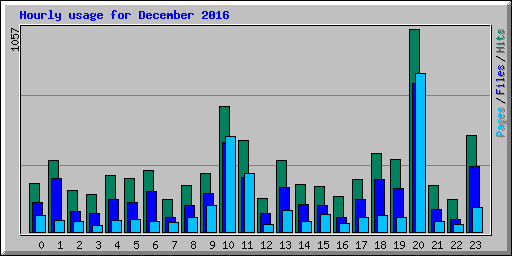 Hourly usage for December 2016
1057
Pages/Files/Hits
0 1 2 3 4 5 6 7 8 9 10 11 12 13 14 15 16 17 18 19 20 21 22 23